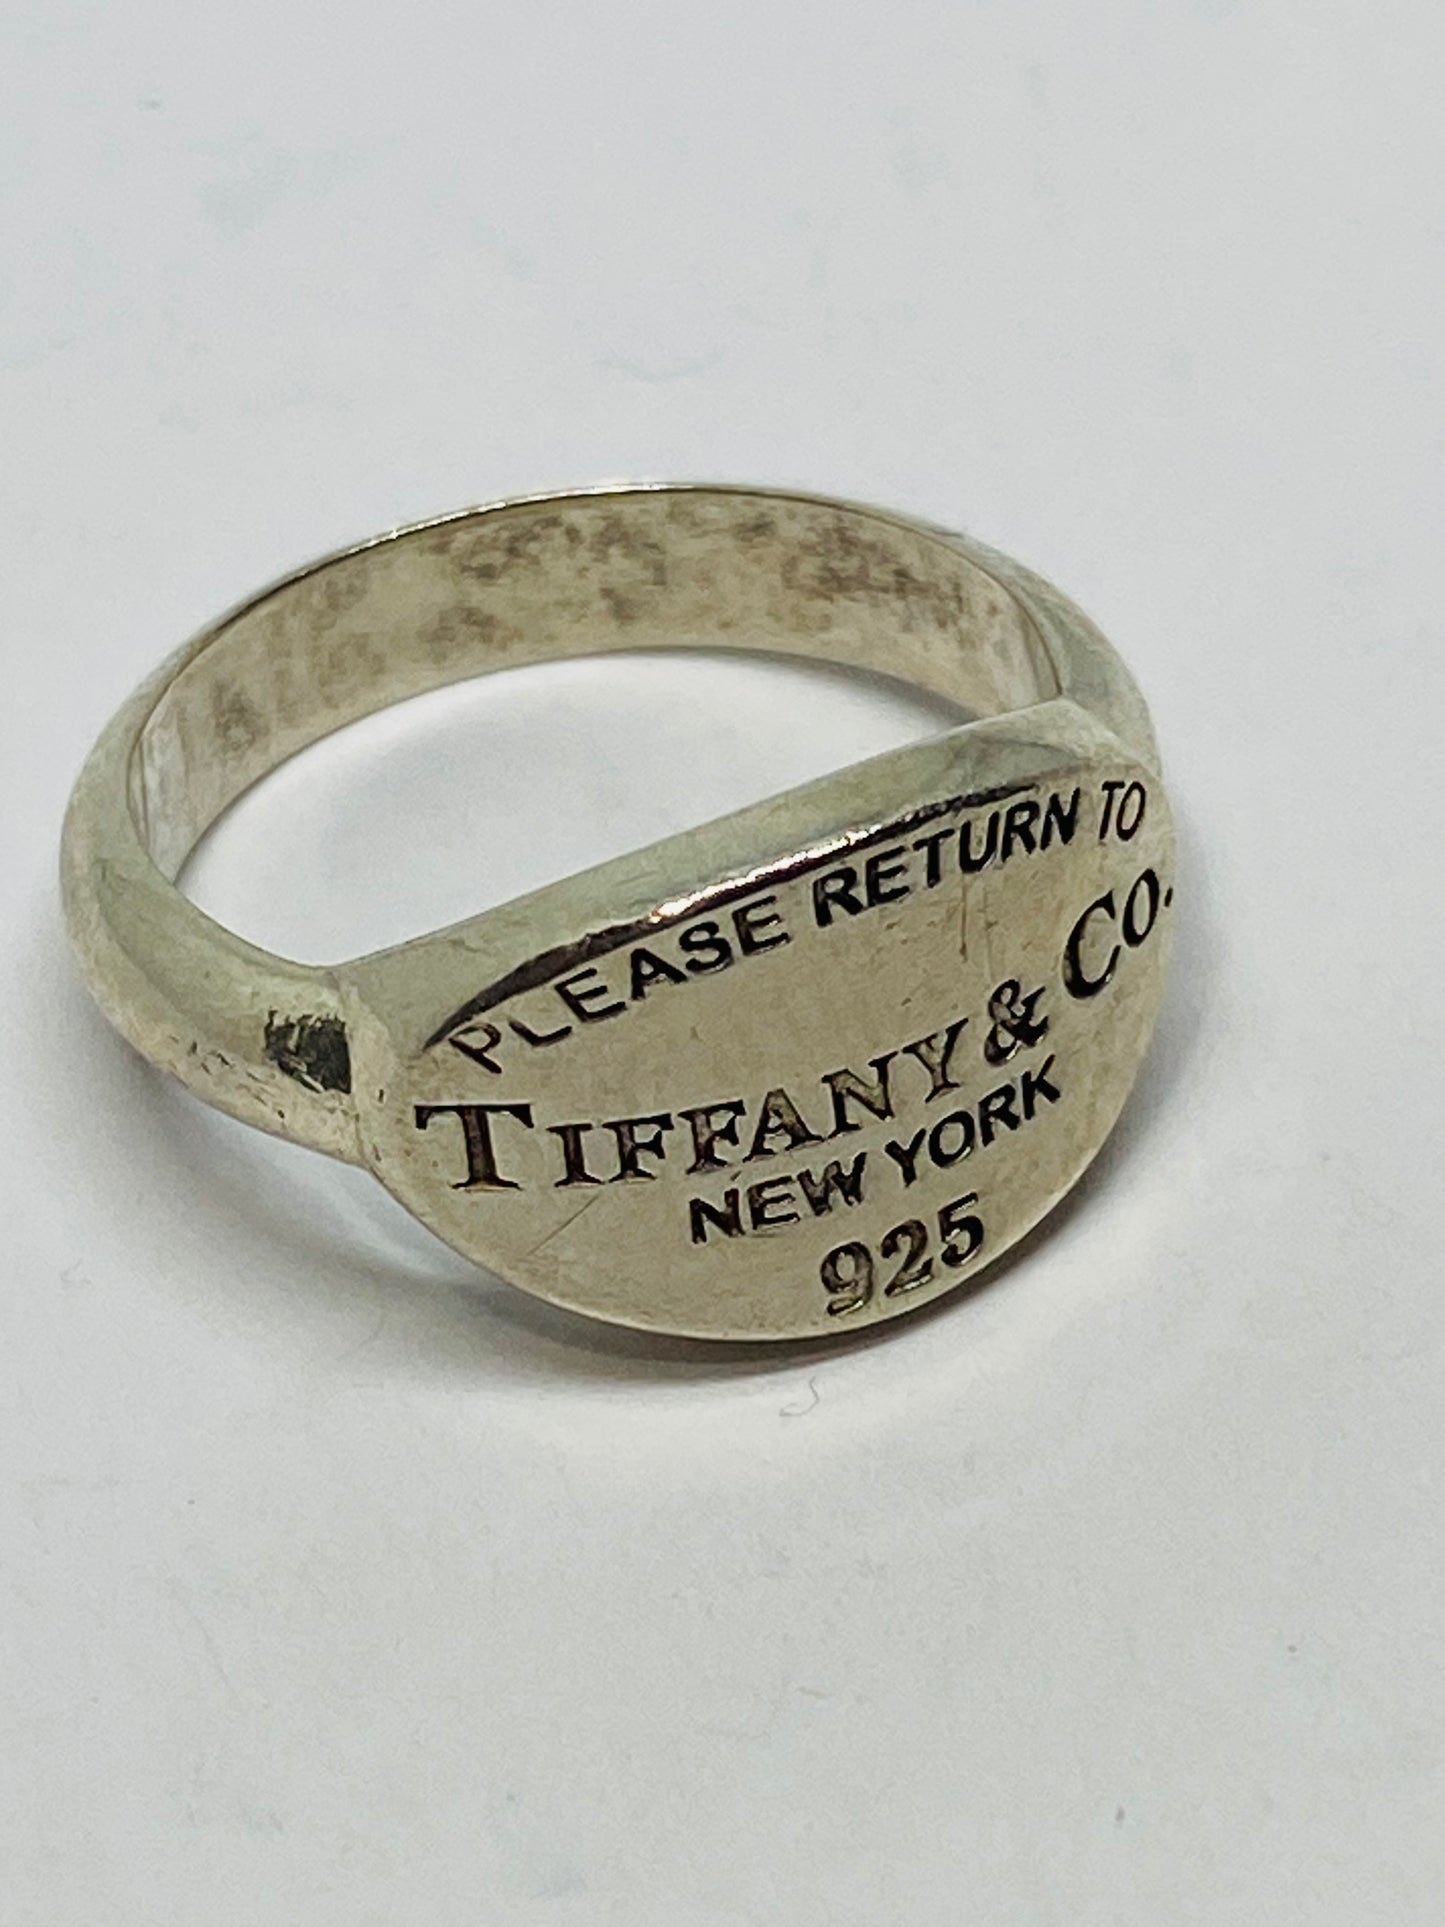 PLEASE RETURN TO
TIFFANY & CO.
NEW YORK
925